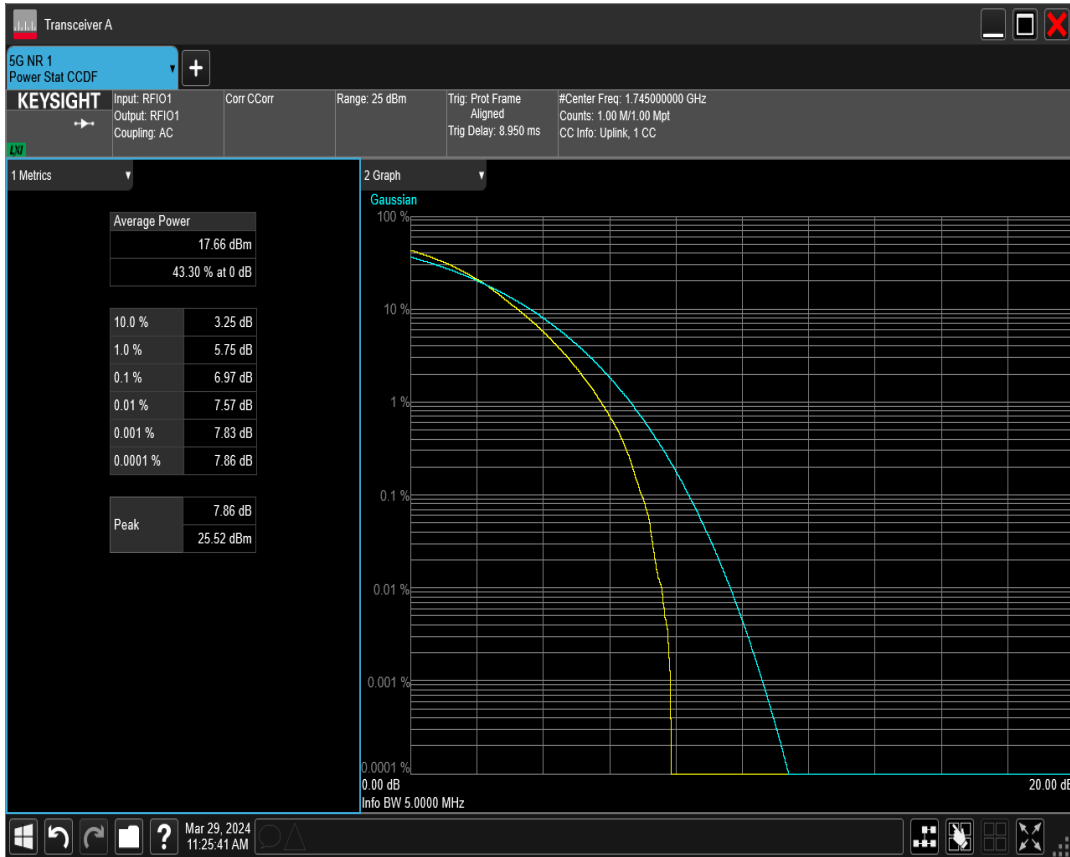 Transceiver A
5G NR 1
Power Stat CCDF
KEYSIGHT
LXI
Input: RFIO1
Output: RFIO1
Coupling: AC
Corr CCorr
Range: 25 dBm
Trig: Prot Frame
Aligned
Trig Delay: 8.950 ms
#Center Freq: 1.745000000 GHz
Counts: 1.00 M/1.00 Mpt
CC Info: Uplink, 1 CC
1 Metrics
Average Power
17.66 dBm
43.30 % at 0 dB
10.0 % 3.25 dB
1.0 % 5.75 dB
0.1 % 6.97 dB
0.01 % 7.57 dB
0.001 % 7.83 dB
0.0001 % 7.86 dB
Peak
7.86 dB
25.52 dBm
2 Graph
Gaussian
100 %
10 %
1 %
0.1 %
0.01 %
0.001 %
0.0001 %
0.00 dB 20.00 dB
Info BW 5.0000 MHz
?
Mar 29, 2024
11:25:41 AM